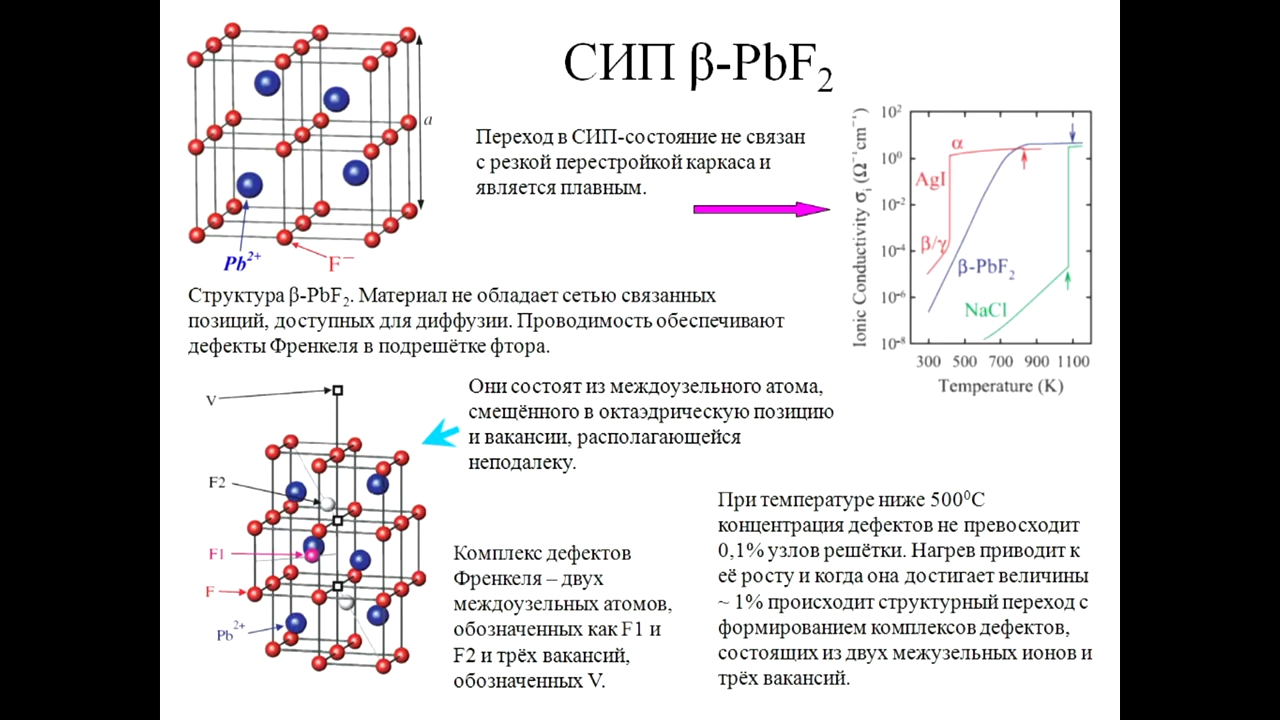 СИП β-PbF₂
a
Pb²⁺
F⁻
Переход в СИП-состояние не связан
с резкой перестройкой каркаса и
является плавным.
Ionic Conductivity σᵢ (Ω⁻¹cm⁻¹)
10²
10⁰
10⁻²
10⁻⁴
10⁻⁶
10⁻⁸
α
AgI
β/γ
β-PbF₂
NaCl
300 500 700 900 1100
Temperature (K)
Структура β-PbF₂. Материал не обладает сетью связанных
позиций, доступных для диффузии. Проводимость обеспечивают
дефекты Френкеля в подрешётке фтора.
Они состоят из междоузельного атома,
смещённого в октаэдрическую позицию
и вакансии, располагающейся
неподалеку.
V
F2
F1
F
Pb²⁺
Комплекс дефектов
Френкеля – двух
междоузельных атомов,
обозначенных как F1 и
F2 и трёх вакансий,
обозначенных V.
При температуре ниже 500⁰С
концентрация дефектов не превосходит
0,1% узлов решётки. Нагрев приводит к
её росту и когда она достигает величины
~ 1% происходит структурный переход с
формированием комплексов дефектов,
состоящих из двух межузельных ионов и
трёх вакансий.